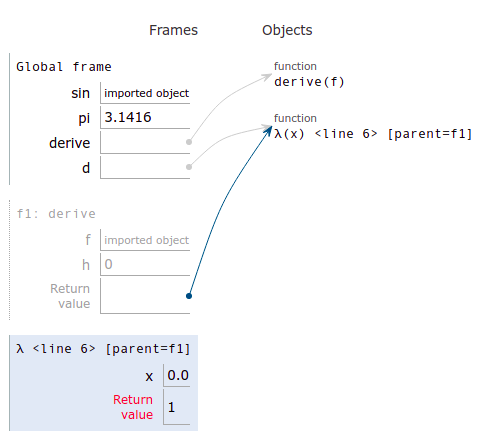 Frames Objects
Global frame
sin imported object
pi 3.1416
derive
d
function
derive(f)
function
λ(x) <line 6> [parent=f1]
f1: derive
f imported object
h 0
Return
value
λ <line 6> [parent=f1]
x 0.0
Return
value 1